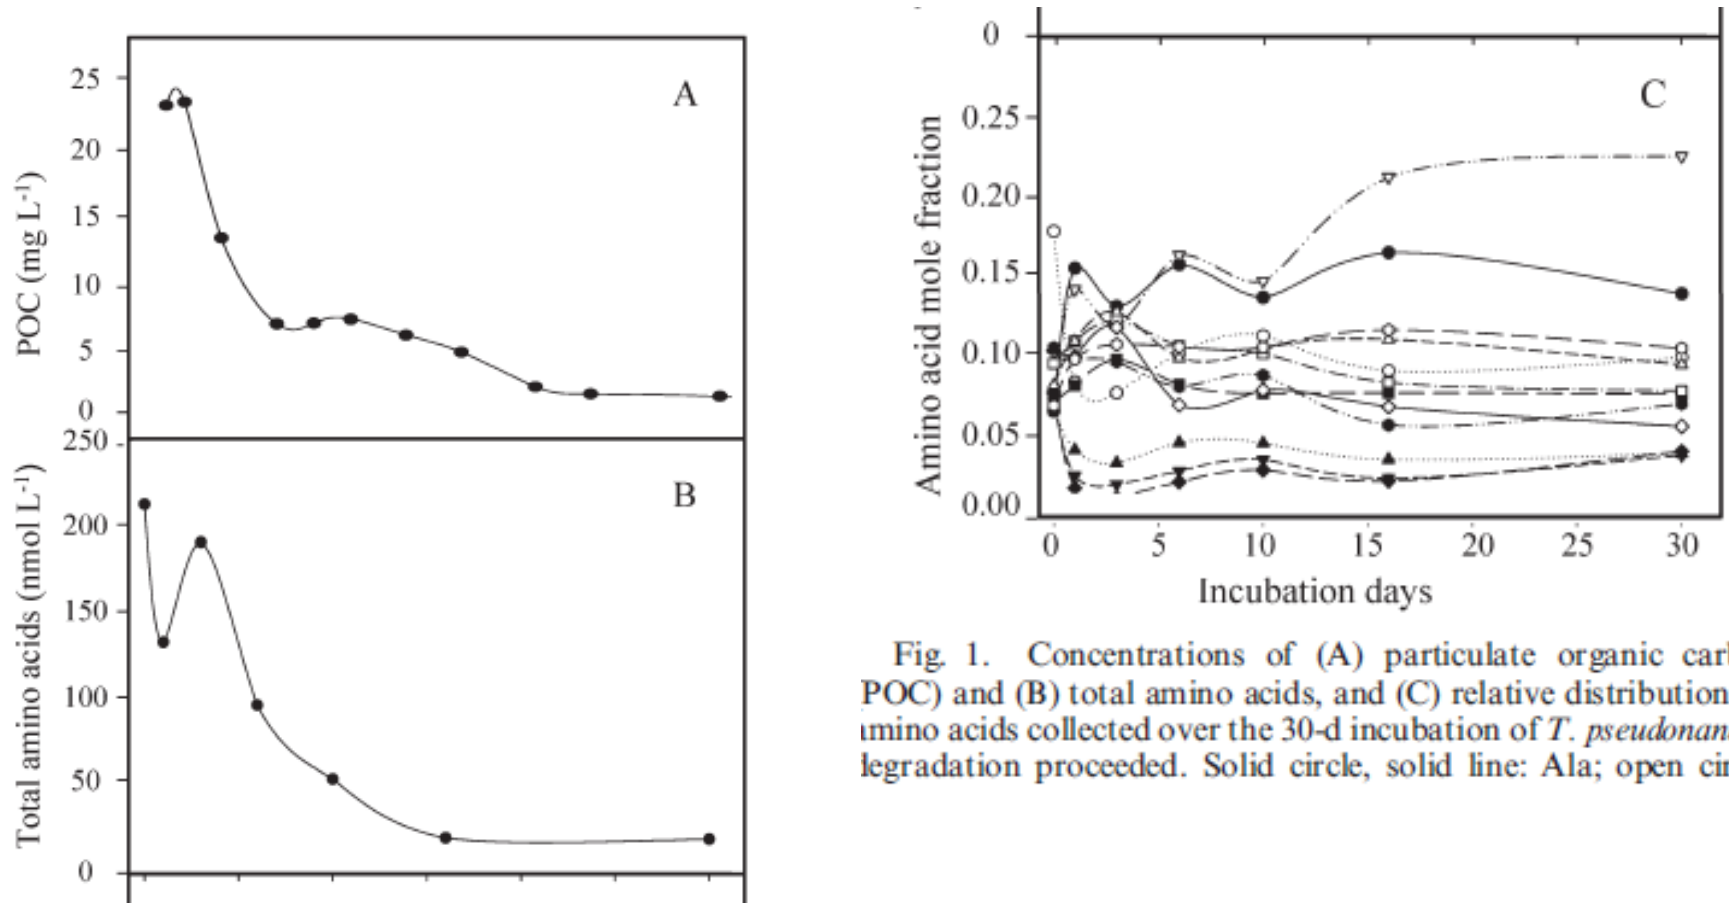 25
A
20
15
10
5
0
POC (mg L-1)
250
B
200
150
100
50
0
Total amino acids (nmol L-1)
0
C
0.25
0.20
0.15
0.10
0.05
0.00
Amino acid mole fraction
0 5 10 15 20 25 30
Incubation days
Fig. 1. Concentrations of (A) particulate organic
POC) and (B) total amino acids, and (C) relative distribution
amino acids collected over the 30-d incubation of T.
degradation proceeded. Solid circle, solid line: Ala; open